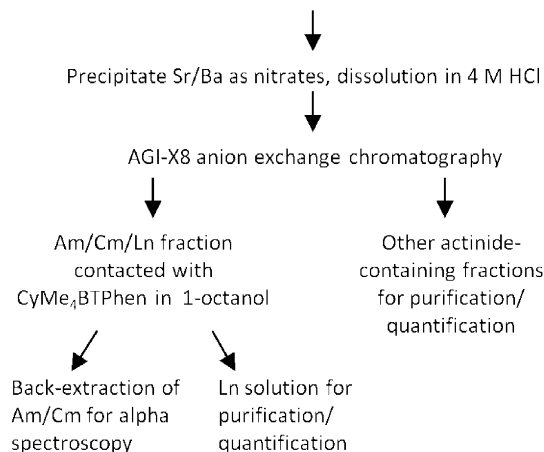 Precipitate Sr/Ba as nitrates, dissolution in 4 M HCl
AGI-X8 anion exchange chromatography
Am/Cm/Ln fraction
contacted with
CyMe₄BTPhen in 1-octanol
Other actinide-
containing fractions
for purification/
quantification
Back-extraction of
Am/Cm for alpha
spectroscopy
Ln solution for
purification/
quantification